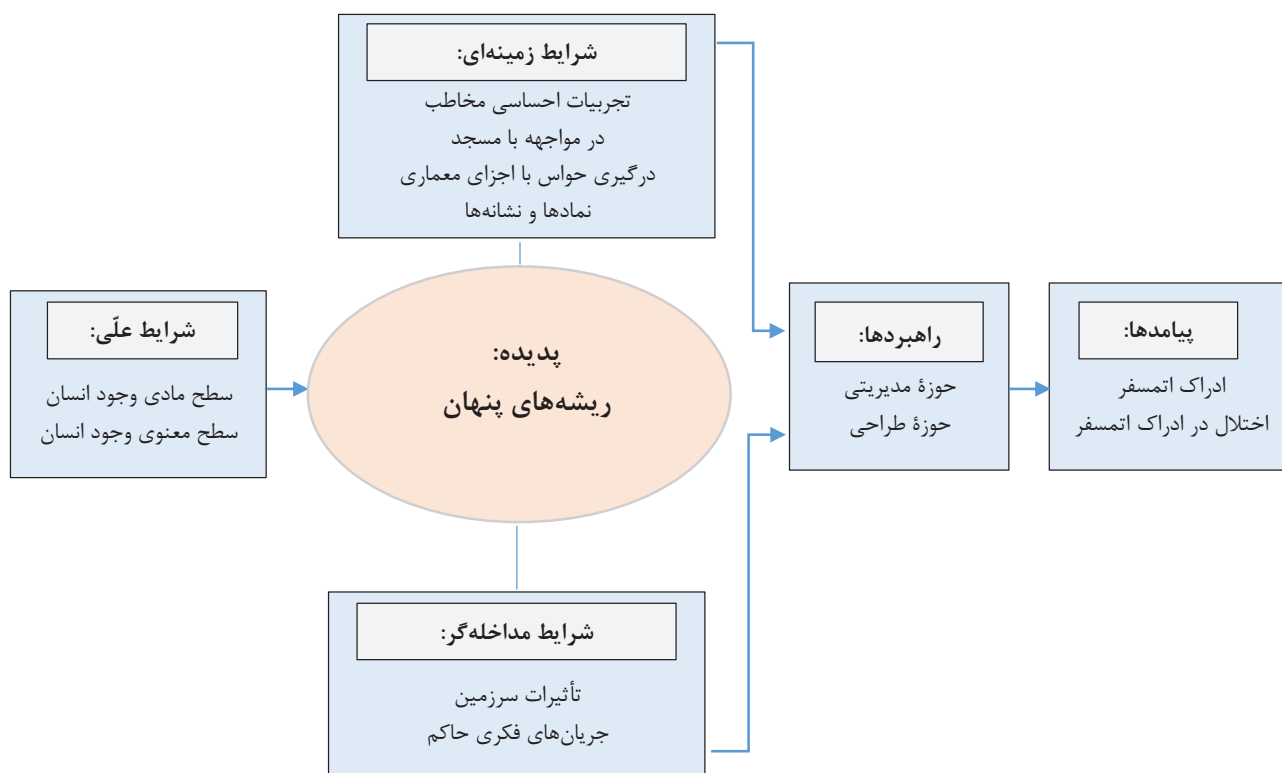 شرایط زمینه‌ای:
تجربیات احساسی مخاطب
در مواجهه با مسجد
درگیری حواس با اجزای معماری
نمادها و نشانه‌ها
شرایط علّی:
سطح مادی وجود انسان
سطح معنوی وجود انسان
پدیده:
ریشه‌های پنهان
راهبردها:
حوزۀ مدیریتی
حوزۀ طراحی
پیامدها:
ادراک اتمسفر
اختلال در ادراک اتمسفر
شرایط مداخله‌گر:
تأثیرات سرزمین
جریان‌های فکری حاکم